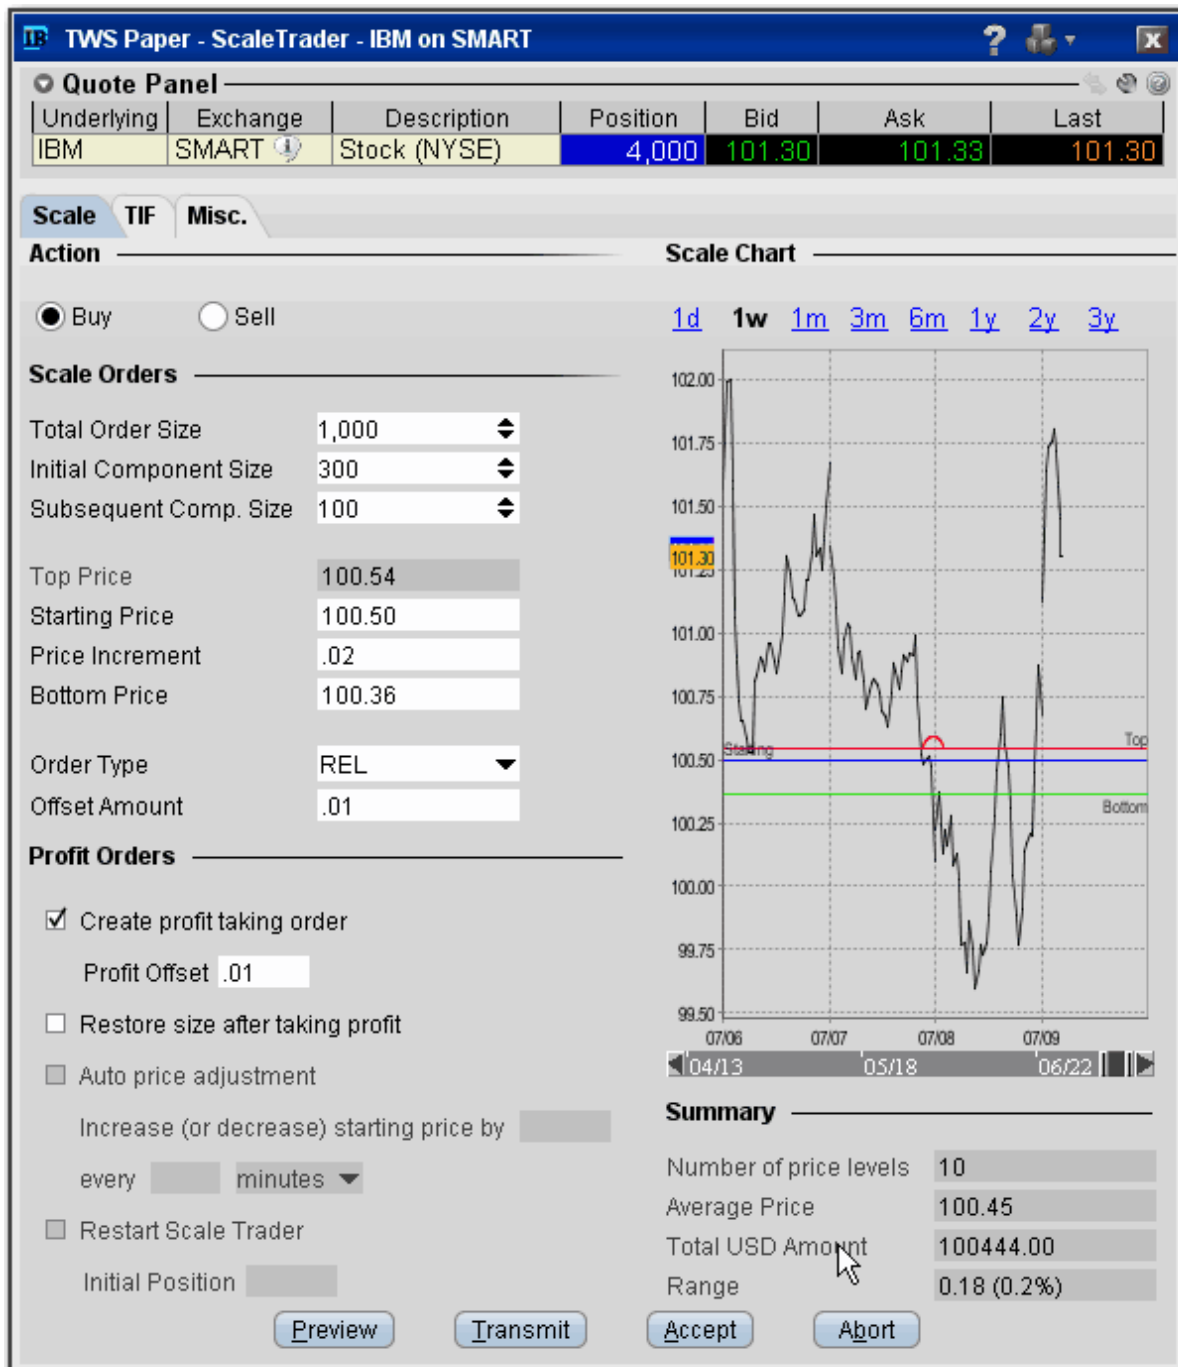 IB TWS Paper - ScaleTrader - IBM on SMART ? X
Quote Panel
Underlying Exchange Description Position Bid Ask Last
IBM SMART Stock (NYSE) 4,000 101.30 101.33 101.30
Scale TIF Misc.
Action
Buy Sell
Scale Orders
Total Order Size 1,000
Initial Component Size 300
Subsequent Comp. Size 100
Top Price 100.54
Starting Price 100.50
Price Increment .02
Bottom Price 100.36
Order Type REL
Offset Amount .01
Profit Orders
Create profit taking order
Profit Offset .01
Restore size after taking profit
Auto price adjustment
Increase (or decrease) starting price by
every minutes
Restart Scale Trader
Initial Position
Scale Chart
1d 1w 1m 3m 6m 1y 2y 3y
102.00
101.75
101.50
101.30
101.25
101.00
100.75
Starting Top
100.50
Bottom
100.25
100.00
99.75
99.50
07/06 07/07 07/08 07/09
04/13 05/18 06/22
Summary
Number of price levels 10
Average Price 100.45
Total USD Amount 100444.00
Range 0.18 (0.2%)
Preview Transmit Accept Abort